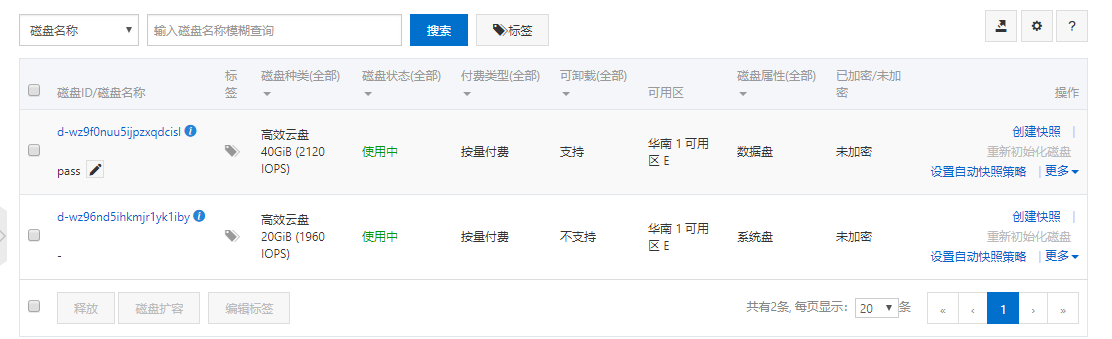 磁盘名称 输入磁盘名称模糊查询 搜索 标签 ?
磁盘ID/磁盘名称 标签 磁盘种类(全部) 磁盘状态(全部) 付费类型(全部) 可卸载(全部) 可用区 磁盘属性(全部) 已加密/未加密 操作
d-wz9f0nuu5ijpzxqdcisl
pass
高效云盘
40GiB (2120
IOPS)
使用中
按量付费
支持
华南 1 可用
区 E
数据盘
未加密
创建快照 |
重新初始化磁盘
设置自动快照策略 | 更多
d-wz96nd5ihkmjr1yk1iby
-
高效云盘
20GiB (1960
IOPS)
使用中
按量付费
不支持
华南 1 可用
区 E
系统盘
未加密
创建快照 |
重新初始化磁盘
设置自动快照策略 | 更多
释放 磁盘扩容 编辑标签 共有2条, 每页显示: 20 条 « ‹ 1 › »